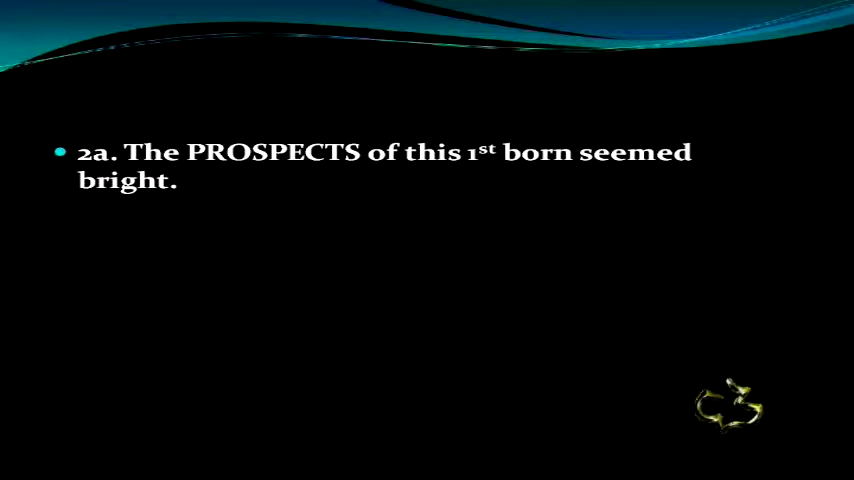 • 2a. The PROSPECTS of this 1st born seemed
bright.